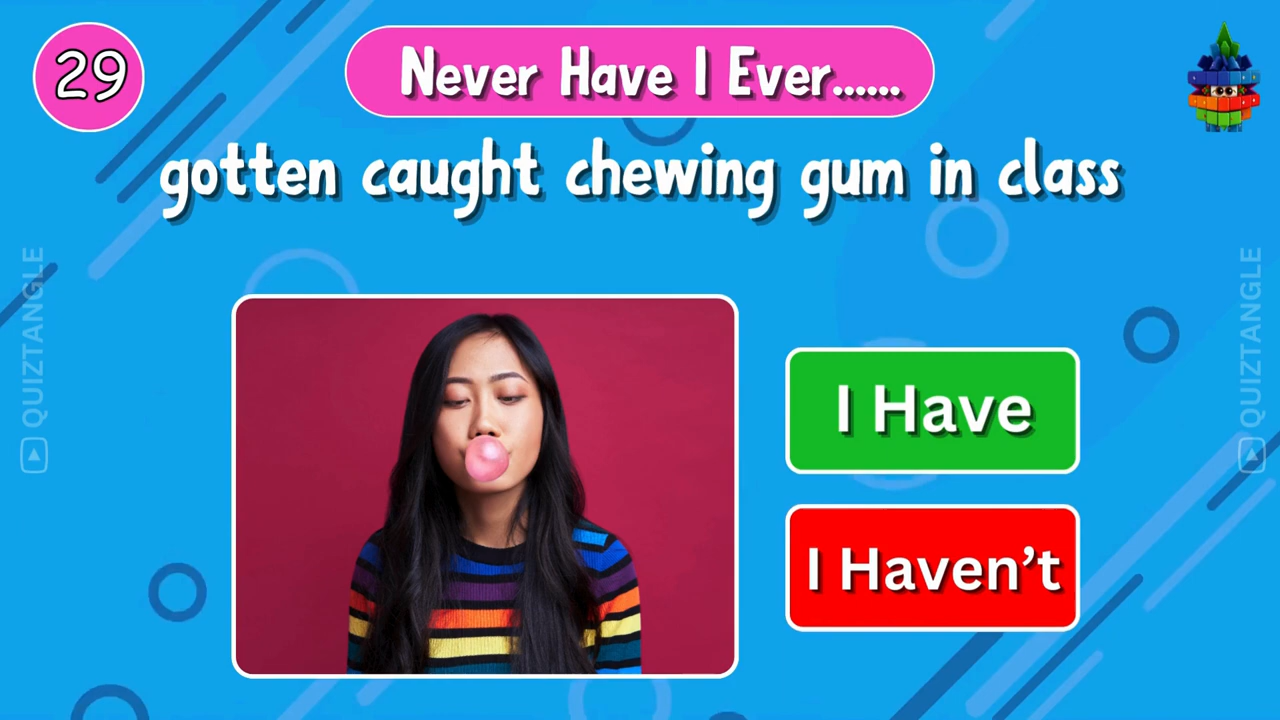 29
Never Have I Ever......
gotten caught chewing gum in class
I Have
I Haven't
QUIZTANGLE
QUIZTANGLE